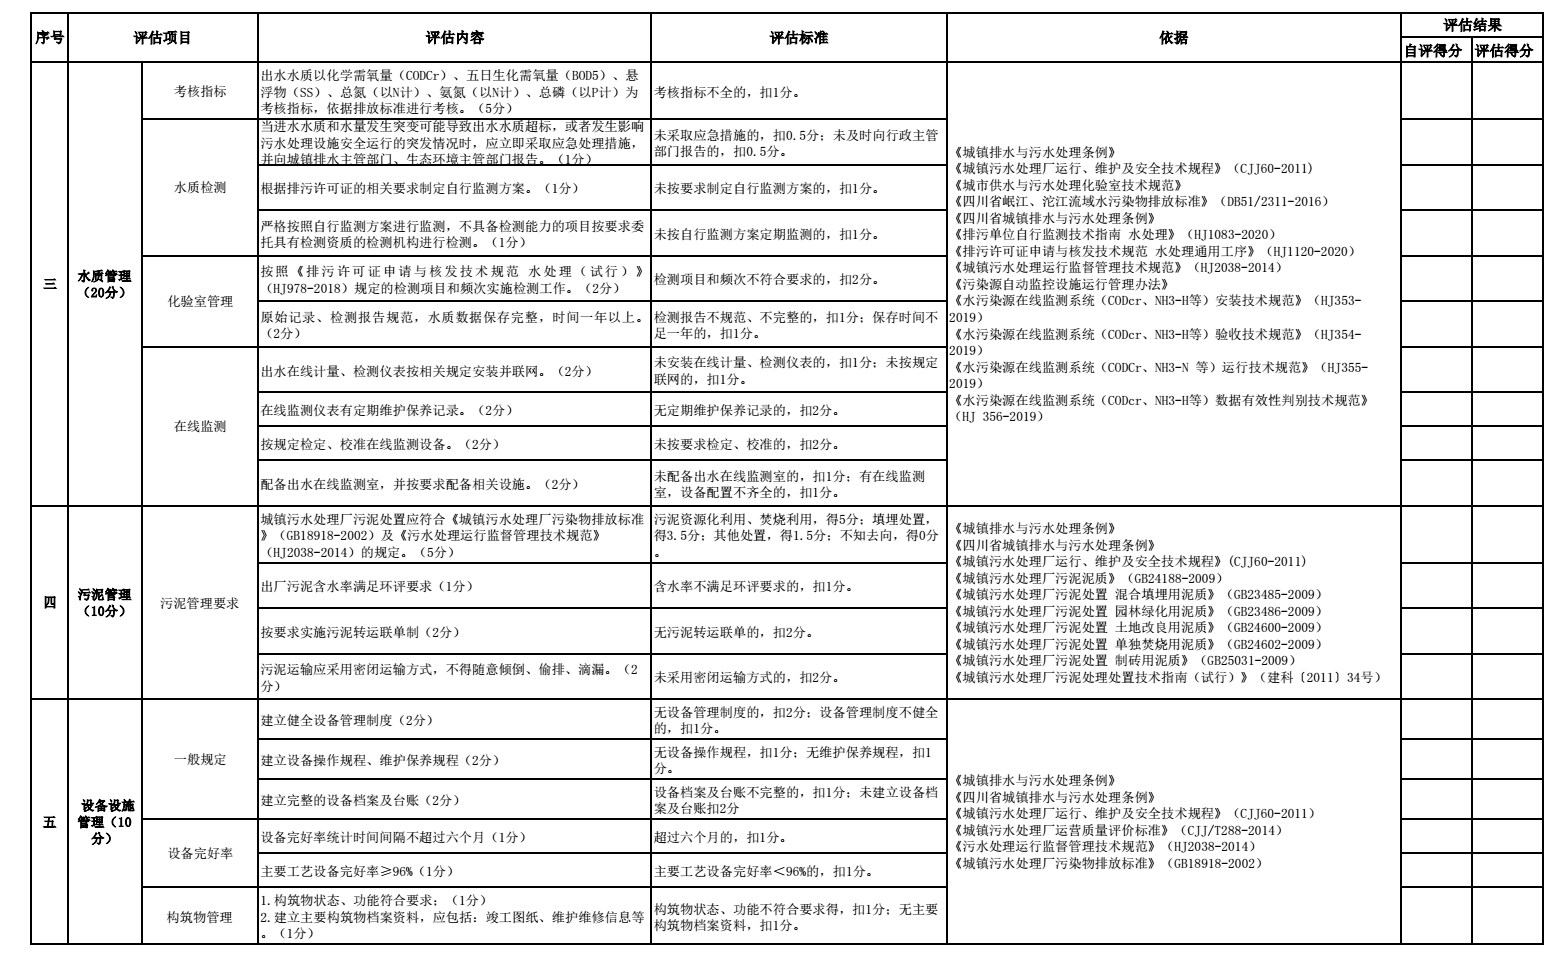 序号
评估项目
评估内容
评估标准
依据
评估结果
自评得分
评估得分
三
水质管理
（20分）
考核指标
出水水质以化学需氧量（CODCr）、五日生化需氧量（BOD5）、悬
浮物（SS）、总氮（以N计）、氨氮（以N计）、总磷（以P计）为
考核指标，依据排放标准进行考核。（5分）
考核指标不全的，扣1分。
水质检测
当进水水质和水量发生突变可能导致出水水质超标，或者发生影响
污水处理设施安全运行的突发情况时，应立即采取应急处理措施，
并向城镇排水主管部门、生态环境主管部门报告。（1分）
未采取应急措施的，扣0.5分；未及时向行政主管
部门报告的，扣0.5分。
根据排污许可证的相关要求制定自行监测方案。（1分）
未按要求制定自行监测方案的，扣1分。
严格按照自行监测方案进行监测，不具备检测能力的项目按要求委
托具有检测资质的检测机构进行检测。（1分）
未按自行监测方案定期监测的，扣1分。
化验室管理
按照《排污许可证申请与核发技术规范 水处理（试行）》
（HJ978-2018）规定的检测项目和频次实施检测工作。（2分）
检测项目和频次不符合要求的，扣2分。
原始记录、检测报告规范，水质数据保存完整，时间一年以上。
（2分）
检测报告不规范、不完整的，扣1分；保存时间不
足一年的，扣1分。
在线监测
出水在线计量、检测仪表按相关规定安装并联网。（2分）
未安装在线计量、检测仪表的，扣1分；未按规定
联网的，扣1分。
在线监测仪表有定期维护保养记录。（2分）
无定期维护保养记录的，扣2分。
按规定检定、校准在线监测设备。（2分）
未按要求检定、校准的，扣2分。
配备出水在线监测室，并按要求配备相关设施。（2分）
未配备出水在线监测室的，扣1分；有在线监测
室，设备配置不齐全的，扣1分。
《城镇排水与污水处理条例》
《城镇污水处理厂运行、维护及安全技术规程》（CJJ60-2011)
《城市供水与污水处理化验室技术规范》
《四川省岷江、沱江流域水污染物排放标准》（DB51/2311-2016）
《四川省城镇排水与污水处理条例》
《排污单位自行监测技术指南 水处理》（HJ1083-2020）
《排污许可证申请与核发技术规范 水处理通用工序》（HJ1120-2020）
《城镇污水处理运行监督管理技术规范》（HJ2038-2014）
《污染源自动监控设施运行管理办法》
《水污染源在线监测系统（CODcr、NH3-H等）安装技术规范》（HJ353-
2019）
《水污染源在线监测系统（CODcr、NH3-H等）验收技术规范》（HJ354-
2019）
《水污染源在线监测系统（CODCr、NH3-N 等）运行技术规范》（HJ355-
2019）
《水污染源在线监测系统（CODcr、NH3-H等）数据有效性判别技术规范》
（HJ 356-2019）
四
污泥管理
（10分）
污泥管理要求
城镇污水处理厂污泥处置应符合《城镇污水处理厂污染物排放标准
》（GB18918-2002）及《污水处理运行监督管理技术规范》
（HJ2038-2014）的规定。（5分）
污泥资源化利用、焚烧利用，得5分；填埋处置，
得3.5分；其他处置，得1.5分；不知去向，得0分
。
出厂污泥含水率满足环评要求（1分）
含水率不满足环评要求的，扣1分。
按要求实施污泥转运联单制（2分）
无污泥转运联单的，扣2分。
污泥运输应采用密闭运输方式，不得随意倾倒、偷排、滴漏。（2
分）
未采用密闭运输方式的，扣2分。
《城镇排水与污水处理条例》
《四川省城镇排水与污水处理条例》
《城镇污水处理厂运行、维护及安全技术规程》(CJJ60-2011)
《城镇污水处理厂污泥泥质》（GB24188-2009）
《城镇污水处理厂污泥处置 混合填埋用泥质》（GB23485-2009）
《城镇污水处理厂污泥处置 园林绿化用泥质》（GB23486-2009）
《城镇污水处理厂污泥处置 土地改良用泥质》（GB24600-2009）
《城镇污水处理厂污泥处置 单独焚烧用泥质》（GB24602-2009）
《城镇污水处理厂污泥处置 制砖用泥质》（GB25031-2009）
《城镇污水处理厂污泥处理处置技术指南（试行）》（建科〔2011〕34号）
五
设备设施
管理（10
分）
一般规定
建立健全设备管理制度（2分）
无设备管理制度的，扣2分；设备管理制度不健全
的，扣1分。
建立设备操作规程、维护保养规程（2分）
无设备操作规程，扣1分；无维护保养规程，扣1
分。
建立完整的设备档案及台账（2分）
设备档案及台账不完整的，扣1分；未建立设备档
案及台账扣2分
设备完好率
设备完好率统计时间间隔不超过六个月（1分）
超过六个月的，扣1分。
主要工艺设备完好率≥96%（1分）
主要工艺设备完好率＜96%的，扣1分。
构筑物管理
1.构筑物状态、功能符合要求；（1分）
2.建立主要构筑物档案资料，应包括：竣工图纸、维护维修信息等
。（1分）
构筑物状态、功能不符合要求得，扣1分；无主要
构筑物档案资料，扣1分。
《城镇排水与污水处理条例》
《四川省城镇排水与污水处理条例》
《城镇污水处理厂运行、维护及安全技术规程》（CJJ60-2011）
《城镇污水处理厂运营质量评价标准》（CJJ/T288-2014）
《污水处理运行监督管理技术规范》（HJ2038-2014）
《城镇污水处理厂污染物排放标准》（GB18918-2002）